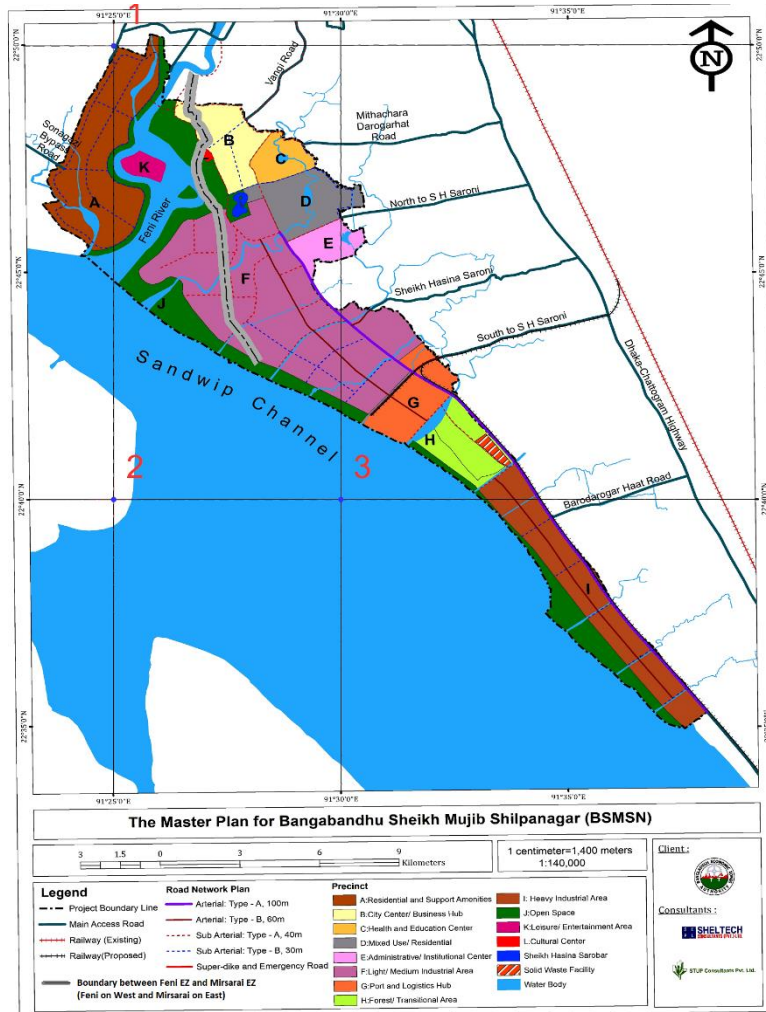 1
91°25'0"E
91°30'0"E
91°35'0"E
22°50'0"N
22°50'0"N
N
Vangi Road
Mithachara
Darogarhat
Road
Sonagazi
Bypass
Road
B
C
K
A
D
North to S H Saroni
Feni River
E
22°45'0"N
22°45'0"N
F
Sheikh Hasina Saroni
J
South to S H Saroni
Sandwip Channel
Dhaka-Chattogram Highway
G
H
2
3
22°40'0"N
22°40'0"N
Barodarogar Haat Road
I
22°35'0"N
91°25'0"E
91°30'0"E
91°35'0"E
The Master Plan for Bangabandhu Sheikh Mujib Shilpanagar (BSMSN)
3 1.5 0 3 6 9
Kilometers
1 centimeter=1,400 meters
1:140,000
Client :
Consultants :
SHELTECH
STUP Consultants Pvt. Ltd.
Legend
Project Boundary Line
Main Access Road
Railway (Existing)
Railway(Proposed)
Boundary between Feni EZ and Mirsarai EZ
(Feni on West and Mirsarai on East)
Road Network Plan
Arterial: Type - A, 100m
Arterial: Type - B, 60m
Sub Arterial: Type - A, 40m
Sub Arterial: Type - B, 30m
Super-dike and Emergency Road
Precinct
A:Residential and Support Amenities
B:City Center/ Business Hub
C:Health and Education Center
D:Mixed Use/ Residential
E:Administrative/ Institutional Center
F:Light/ Medium Industrial Area
G:Port and Logistics Hub
H:Forest/ Transitional Area
I: Heavy Industrial Area
J:Open Space
K:Leisure/ Entertainment Area
L:Cultural Center
Sheikh Hasina Sarobar
Solid Waste Facility
Water Body